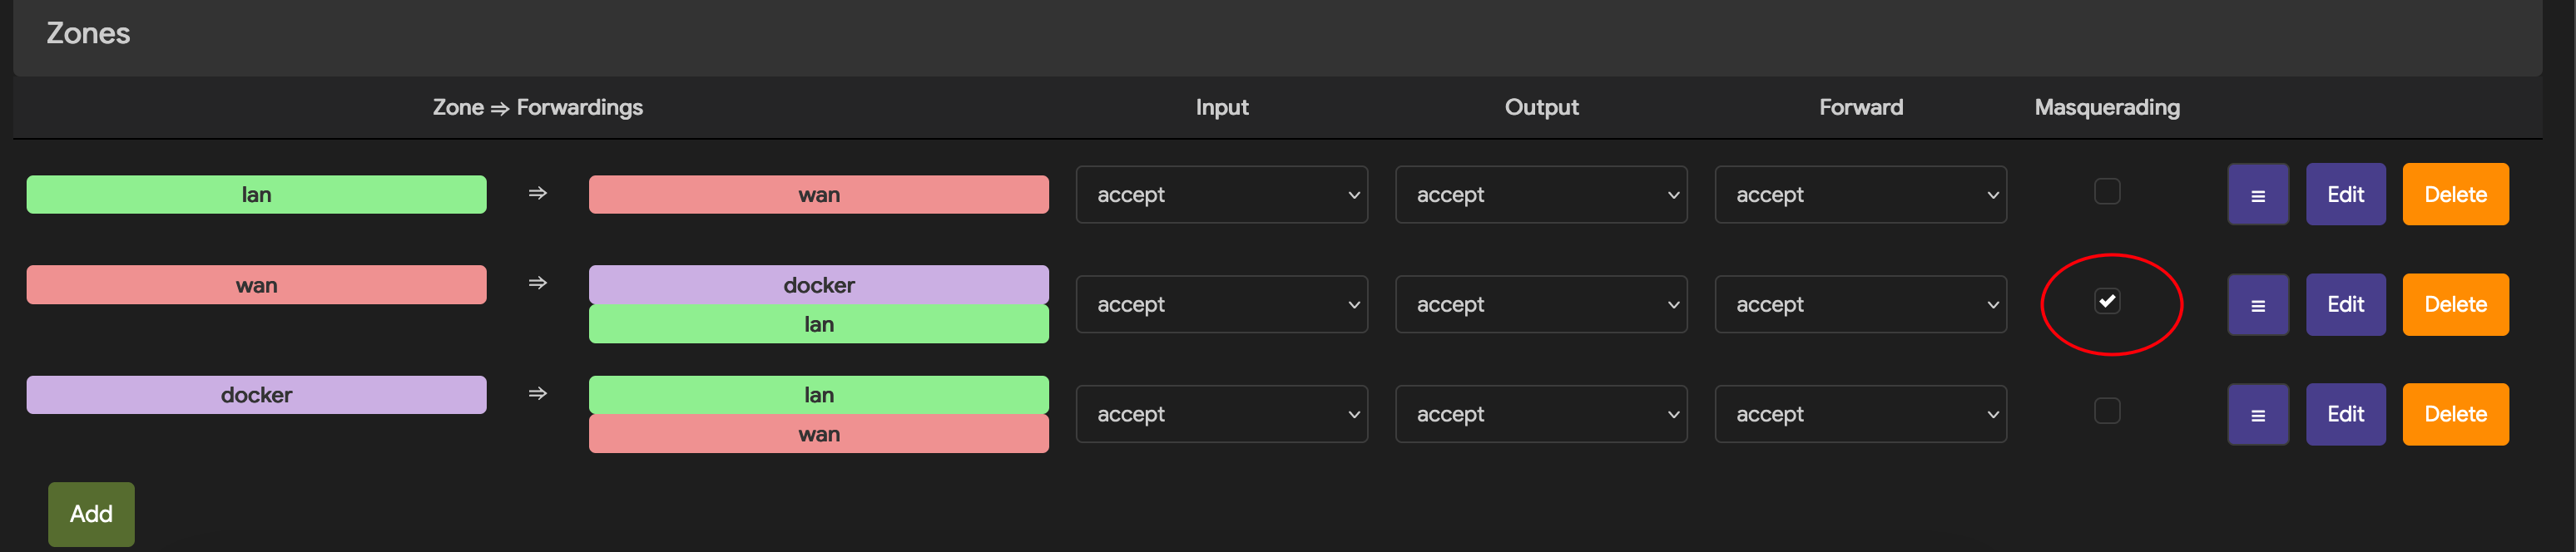 Zones
Zone ⇒ Forwardings Input Output Forward Masquerading
lan ⇒ wan accept accept accept ≡ Edit Delete
wan ⇒ docker accept accept accept ≡ Edit Delete
lan
docker ⇒ lan accept accept accept ≡ Edit Delete
wan
Add